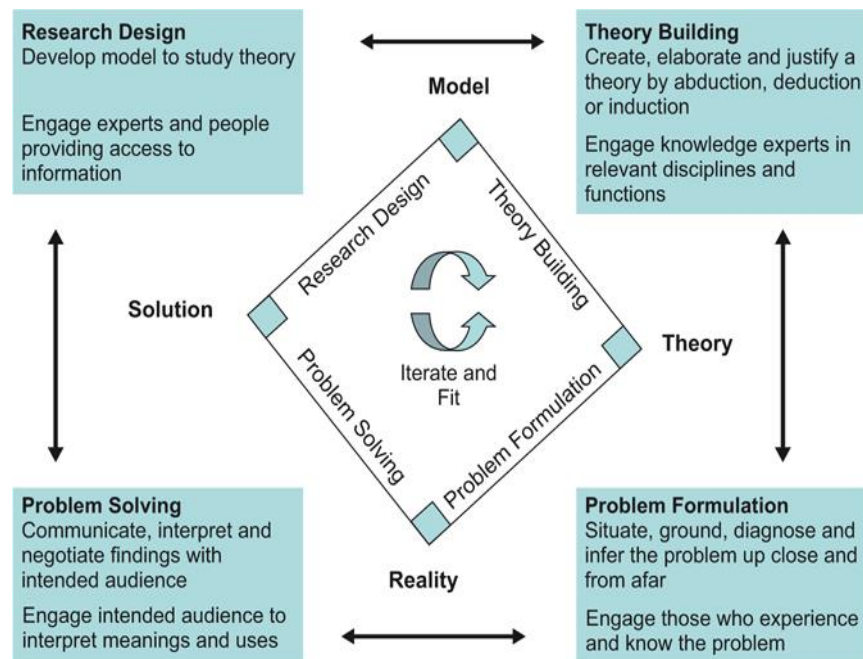 Research Design
Develop model to study theory
Engage experts and people
providing access to
information
Theory Building
Create, elaborate and justify a
theory by abduction, deduction
or induction
Engage knowledge experts in
relevant disciplines and
functions
Model
Research Design
Theory Building
Solution
Theory
Iterate and
Fit
Problem Solving
Problem Formulation
Reality
Problem Solving
Communicate, interpret and
negotiate findings with
intended audience
Engage intended audience to
interpret meanings and uses
Problem Formulation
Situate, ground, diagnose and
infer the problem up close and
from afar
Engage those who experience
and know the problem